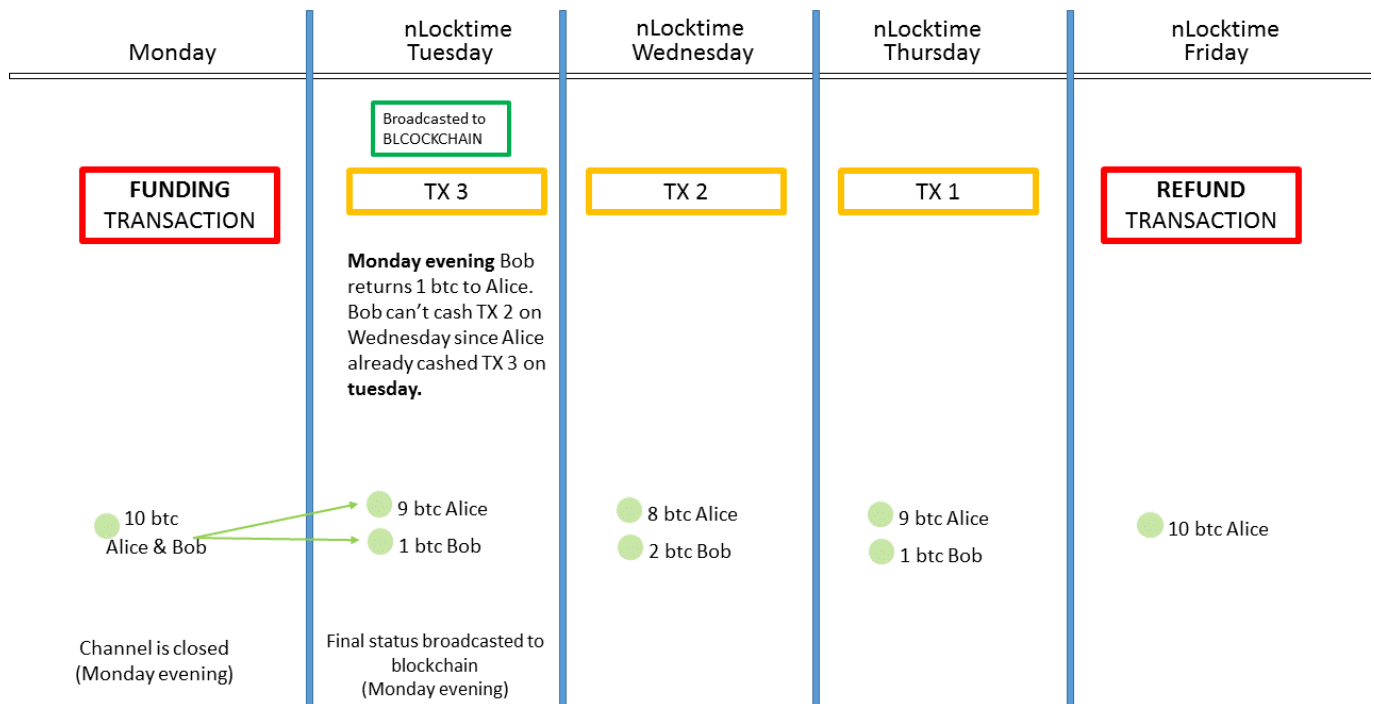 Monday
nLocktime
Tuesday
nLocktime
Wednesday
nLocktime
Thursday
nLocktime
Friday
Broadcasted to
BLCOCKCHAIN
FUNDING
TRANSACTION
TX 3
TX 2
TX 1
REFUND
TRANSACTION
Monday evening Bob
returns 1 btc to Alice.
Bob can’t cash TX 2 on
Wednesday since Alice
already cashed TX 3 on
tuesday.
10 btc
Alice & Bob
9 btc Alice
1 btc Bob
8 btc Alice
2 btc Bob
9 btc Alice
1 btc Bob
10 btc Alice
Channel is closed
(Monday evening)
Final status broadcasted to
blockchain
(Monday evening)